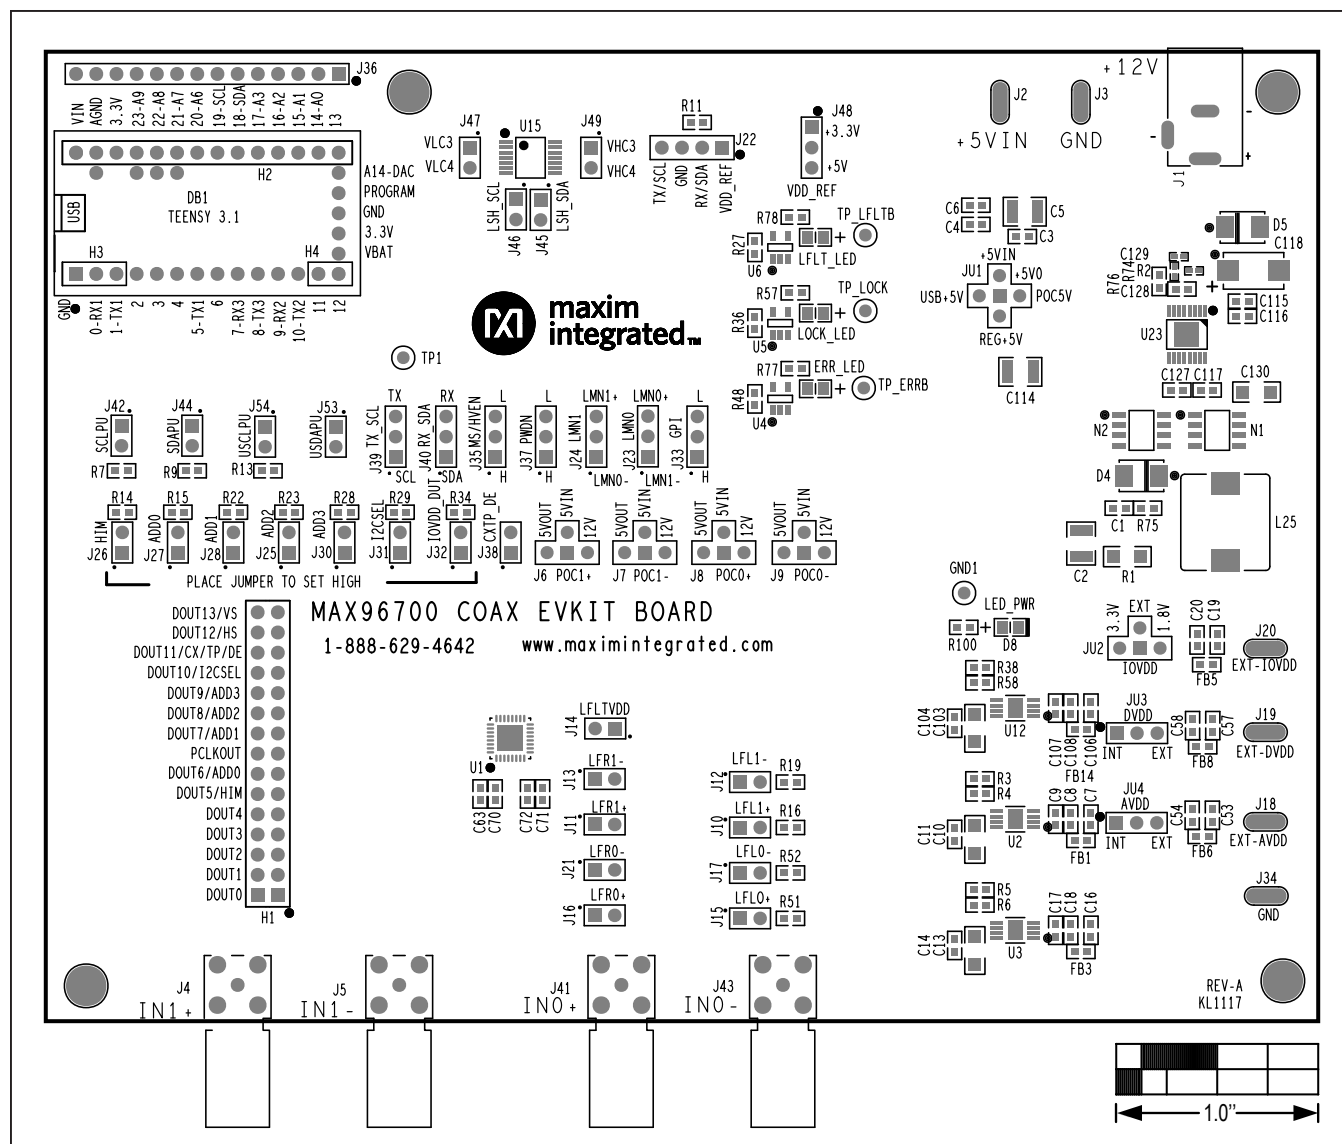 J36
VIN AGND 3.3V 23-A9 22-A8 21-A7 20-A6 19-SCL 18-SDA 17-A3 16-A2 15-A1 14-A0 13
H2
DB1
TEENSY 3.1
USB
A14-DAC
PROGRAM
GND
3.3V
VBAT
H3
H4
GND 0-RX1 1-TX1 2 3 4 5-TX1 6 7-RX3 8-TX3 9-RX2 10-TX2 11 12
J47
VLC3
VLC4
U15
J49
VHC3
VHC4
LSH_SCL
LSH_SDA
J46
J45
R11
J22
TX/SCL
GND
RX/SDA
VDD_REF
J48
+3.3V
+5V
VDD_REF
R78
R27
U6
+
TP_LFLTB
LFLT_LED
R57
R36
U5
+
TP_LOCK
LOCK_LED
R77
R48
U4
+
ERR_LED
TP_ERRB
J2
+5VIN
J3
GND
+12V
-
-
+
J1
C6
C4
C5
C3
+5VIN
JU1
+5VO
USB+5V
POC5V
REG+5V
C114
D5
C118
C129
R2
R74
R76
C128
+
C115
C116
U23
C127
C117
C130
N2
N1
D4
C1
R75
L25
C2
R1
maxim
integrated™
TP1
J42
SCLPU
R7
J44
SDAPU
R9
J54
USCLPU
R13
J53
USDAPU
TX
J39 TX_SCL
SCL
RX
J40 RX_SDA
SDA
L
J35 MS/HVEN
H
L
J37 PWDN
H
LMN1+
J24 LMN1
LMN0-
LMN0+
J23 LMN0
LMN1-
L
J33 GPI
H
R14
HIM
J26
R15
ADD0
J27
R22
ADD1
J28
R23
ADD2
J25
R28
ADD3
J30
R29
I2CSEL
J31
R34
IOVDD_DUT
J32
CXTP_DE
J38
5VOUT
5VIN
12V
J6 POC1+
5VOUT
5VIN
12V
J7 POC1-
5VOUT
5VIN
12V
J8 POC0+
5VOUT
5VIN
12V
J9 POC0-
PLACE JUMPER TO SET HIGH
MAX96700 COAX EVKIT BOARD
1-888-629-4642 www.maximintegrated.com
DOUT13/VS
DOUT12/HS
DOUT11/CX/TP/DE
DOUT10/I2CSEL
DOUT9/ADD3
DOUT8/ADD2
DOUT7/ADD1
PCLKOUT
DOUT6/ADD0
DOUT5/HIM
DOUT4
DOUT3
DOUT2
DOUT1
DOUT0
H1
U1
C63
C70
C72
C71
LFLTVDD
J14
LFR1-
J13
LFR1+
J11
LFR0-
J21
LFR0+
J16
LFL1-
J12
R19
LFL1+
J10
R16
LFL0-
J17
R52
LFL0+
J15
R51
GND1
LED_PWR
+
R100
D8
R38
R58
C104
C103
U12
C107
C108
C106
FB14
R3
R4
C11
C10
U2
C9
C8
C7
FB1
R5
R6
C14
C13
U3
C17
C18
C16
FB3
EXT
3.3V
1.8V
JU2
IOVDD
C20
C19
FB5
J20
EXT-IOVDD
JU3
DVDD
INT
EXT
C58
C57
FB8
J19
EXT-DVDD
JU4
AVDD
INT
EXT
C54
C53
FB6
J18
EXT-AVDD
J34
GND
J4
IN1+
J5
IN1-
J41
IN0+
J43
IN0-
REV-A
KL1117
1.0”